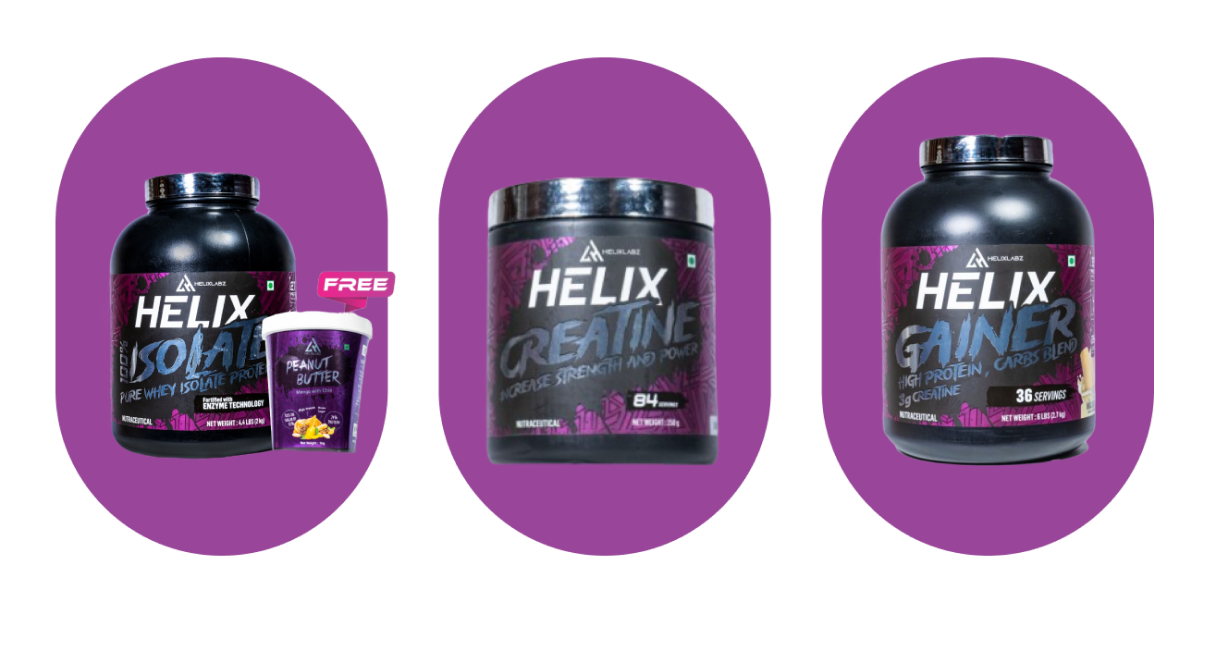 HELIXLABZ
HELIX
100%
ISOLATE
PURE WHEY ISOLATE
Fortified with
ENZYME TECHNOLOGY
NUTRACEUTICAL
NET WEIGHT : 4.4 LBS (2 kg)
FREE
PEANUT
BUTTER
HELIXLABZ
HELIX
CREATINE
INCREASE STRENGTH AND POWER
84 SERVINGS
NUTRACEUTICAL
NET WEIGHT : 250 g
HELIXLABZ
HELIX
GAINER
HIGH PROTEIN , CARBS BLEND
3g CREATINE
36 SERVINGS
NUTRACEUTICAL
NET WEIGHT : 6 LBS (2.7 kg)